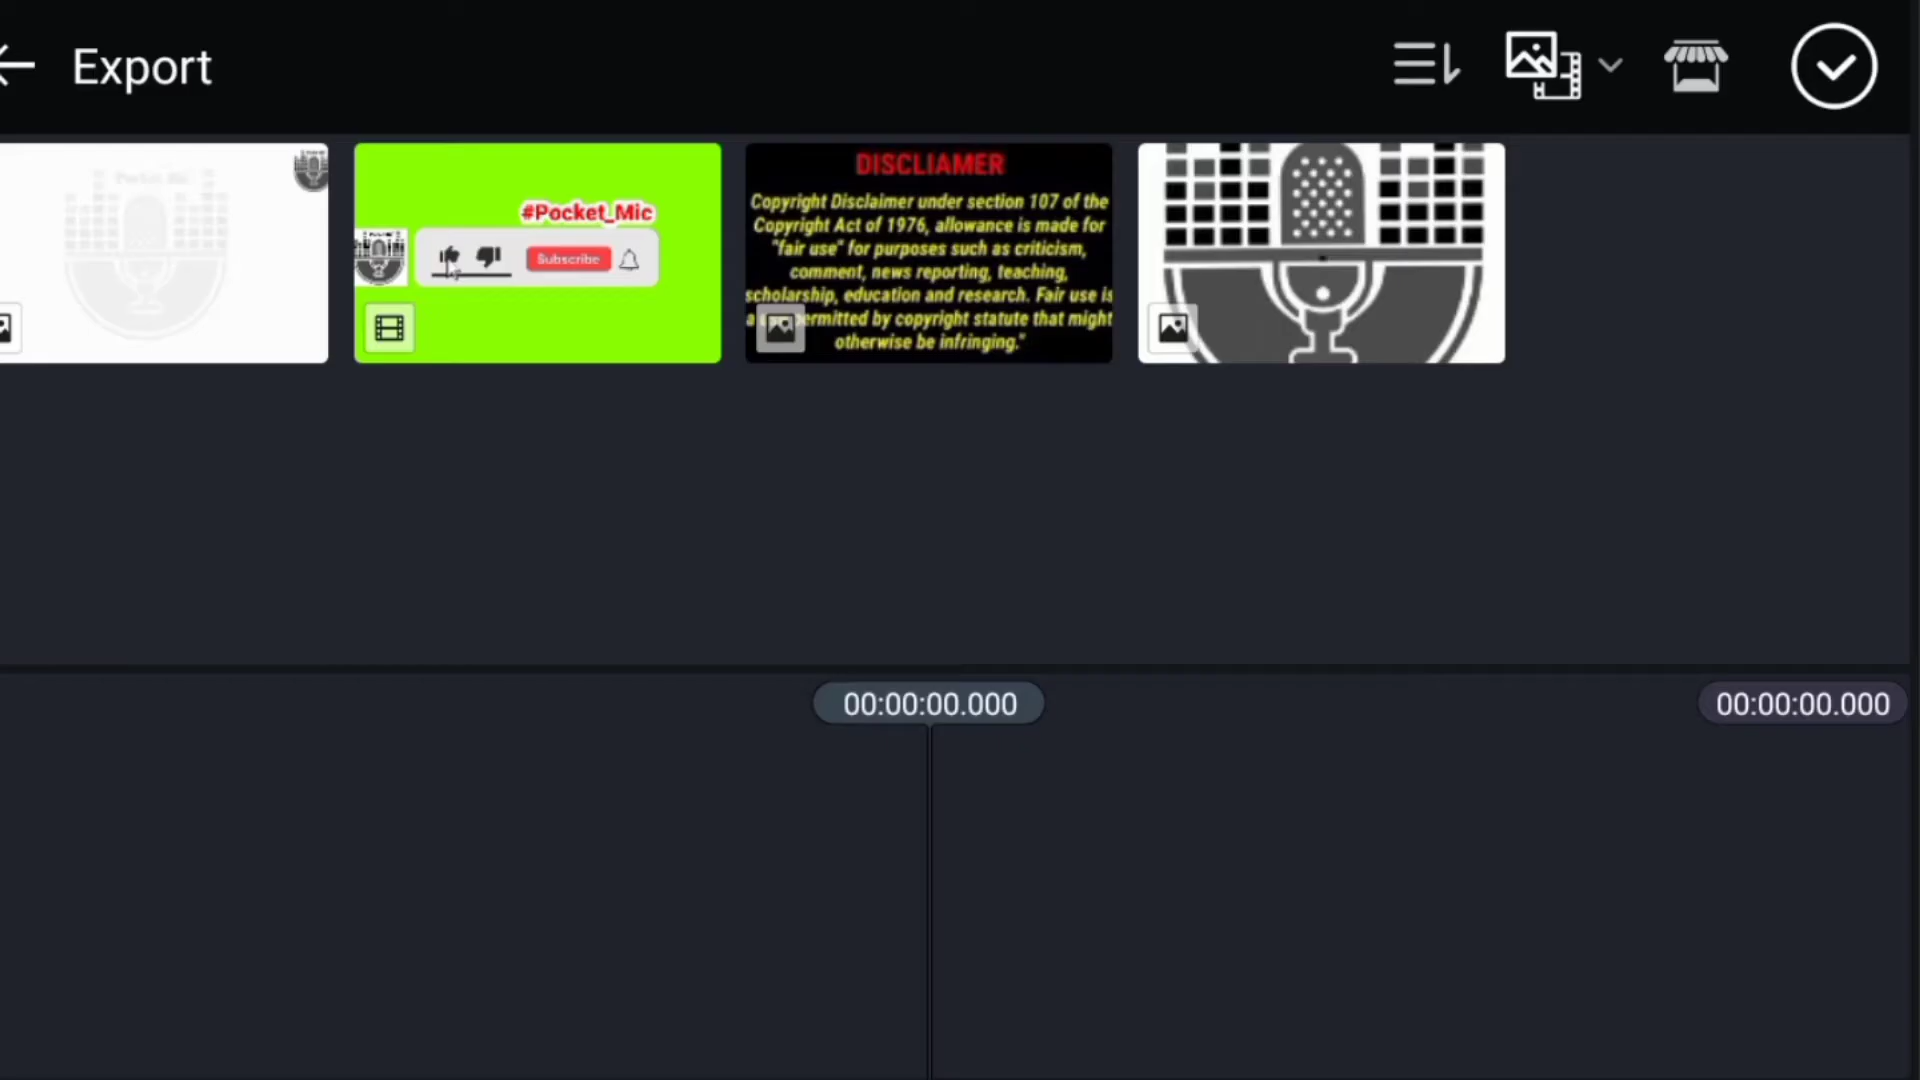 Export
#Pocket_Mic
Subscribe
DISCLIAMER
Copyright Disclaimer under section 107 of the
Copyright Act of 1976, allowance is made for
"fair use" for purposes such as criticism,
comment, news reporting, teaching,
scholarship, education and research. Fair use is
a permitted by copyright statute that might
otherwise be infringing."
00:00:00.000
00:00:00.000